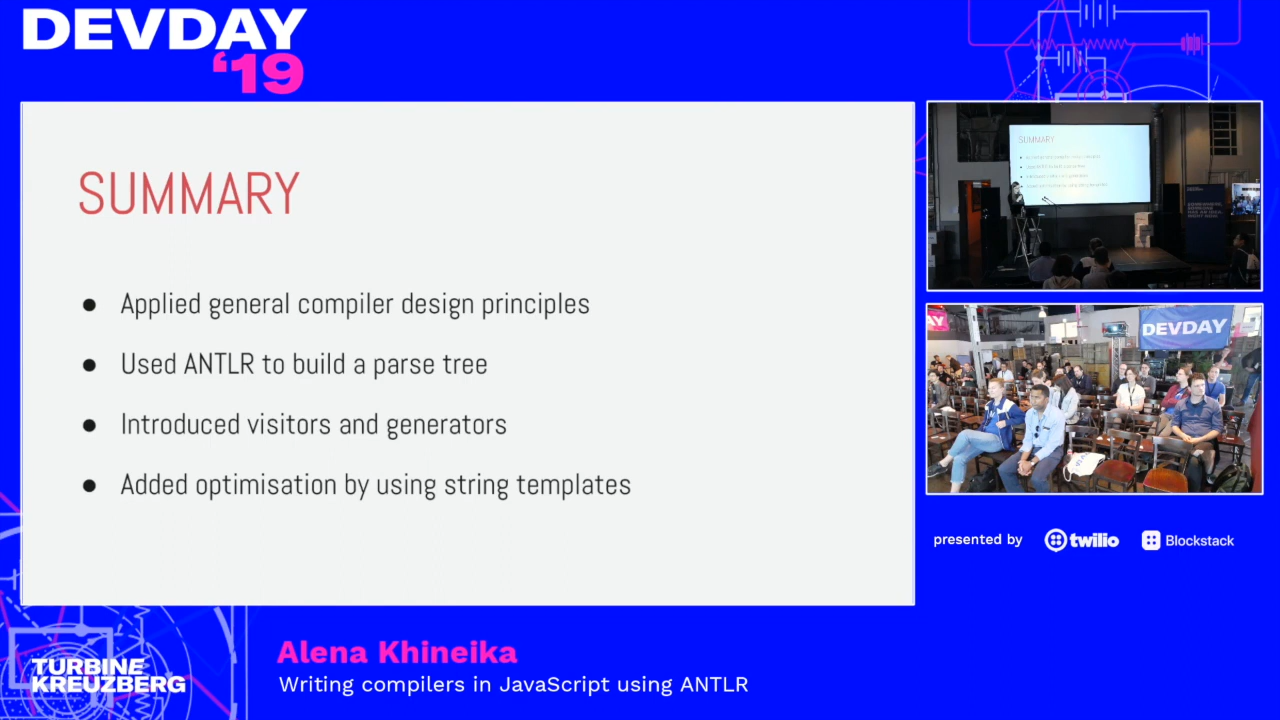 DEVDAY
‘19
SUMMARY
● Applied general compiler design principles
● Used ANTLR to build a parse tree
● Introduced visitors and generators
● Added optimisation by using string templates
SUMMARY
AY
DEVDAY
presented by twilio Blockstack
TURBINE
KREUZBERG
Alena Khineika
Writing compilers in JavaScript using ANTLR